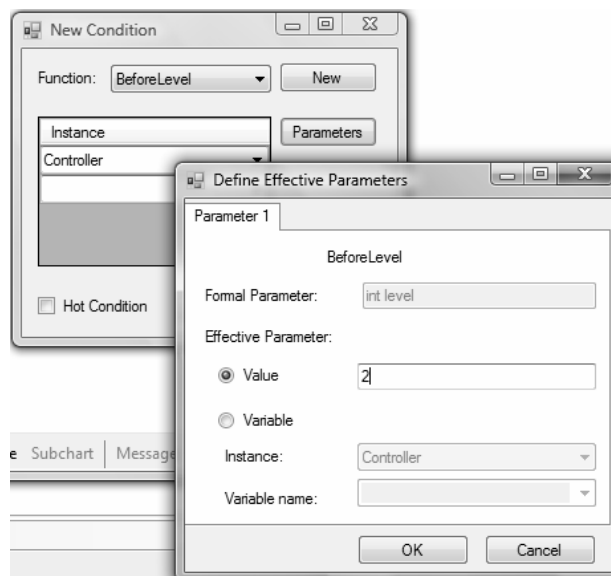 New Condition
Function: BeforeLevel New
Instance Parameters
Controller
Hot Condition
Define Effective Parameters
Parameter 1
BeforeLevel
Formal Parameter: int level
Effective Parameter:
Value 2
Variable
Instance: Controller
Variable name:
OK Cancel
e Subchart Message